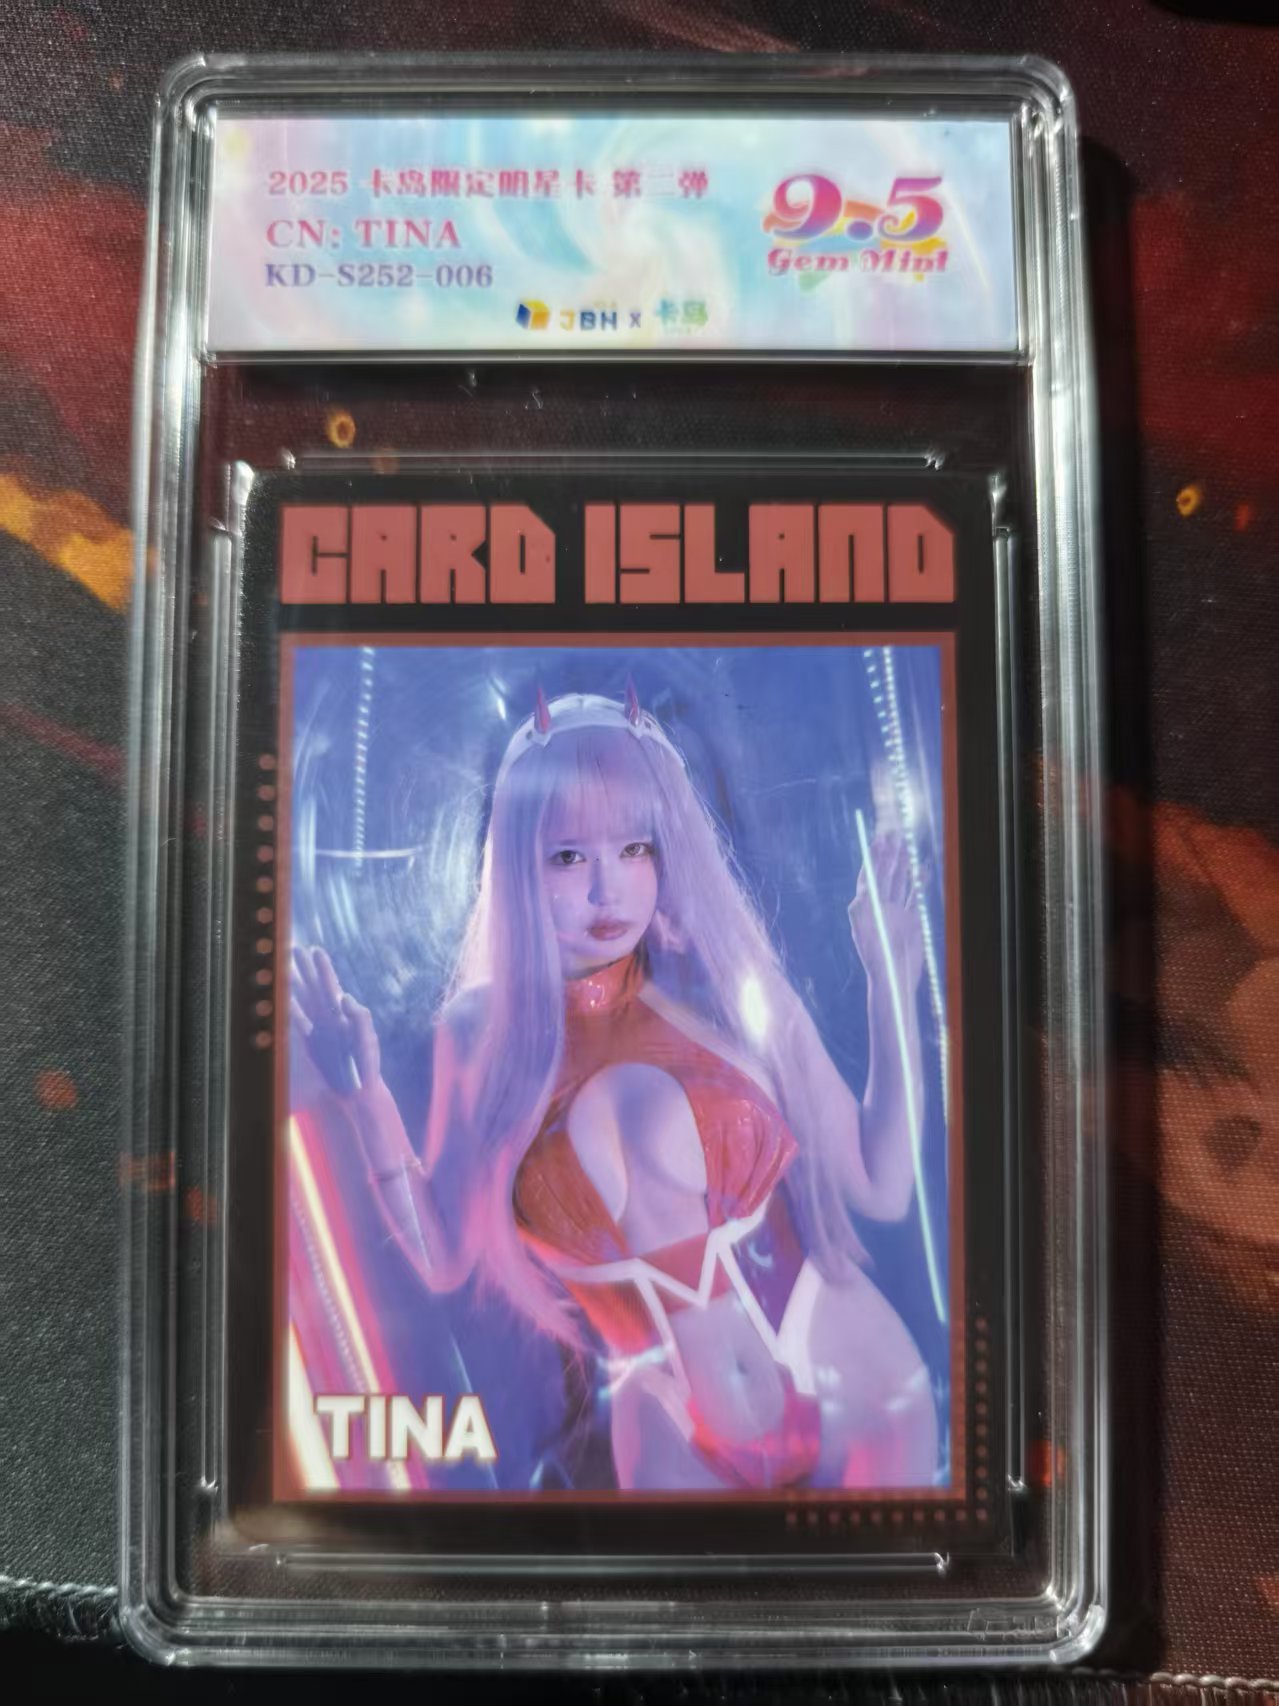 2025 卡岛限定明星卡 第二弹
CN: TINA
KD-S252-006
9.5
Gem Mint
JBH x 卡岛
CARD ISLAND
TINA